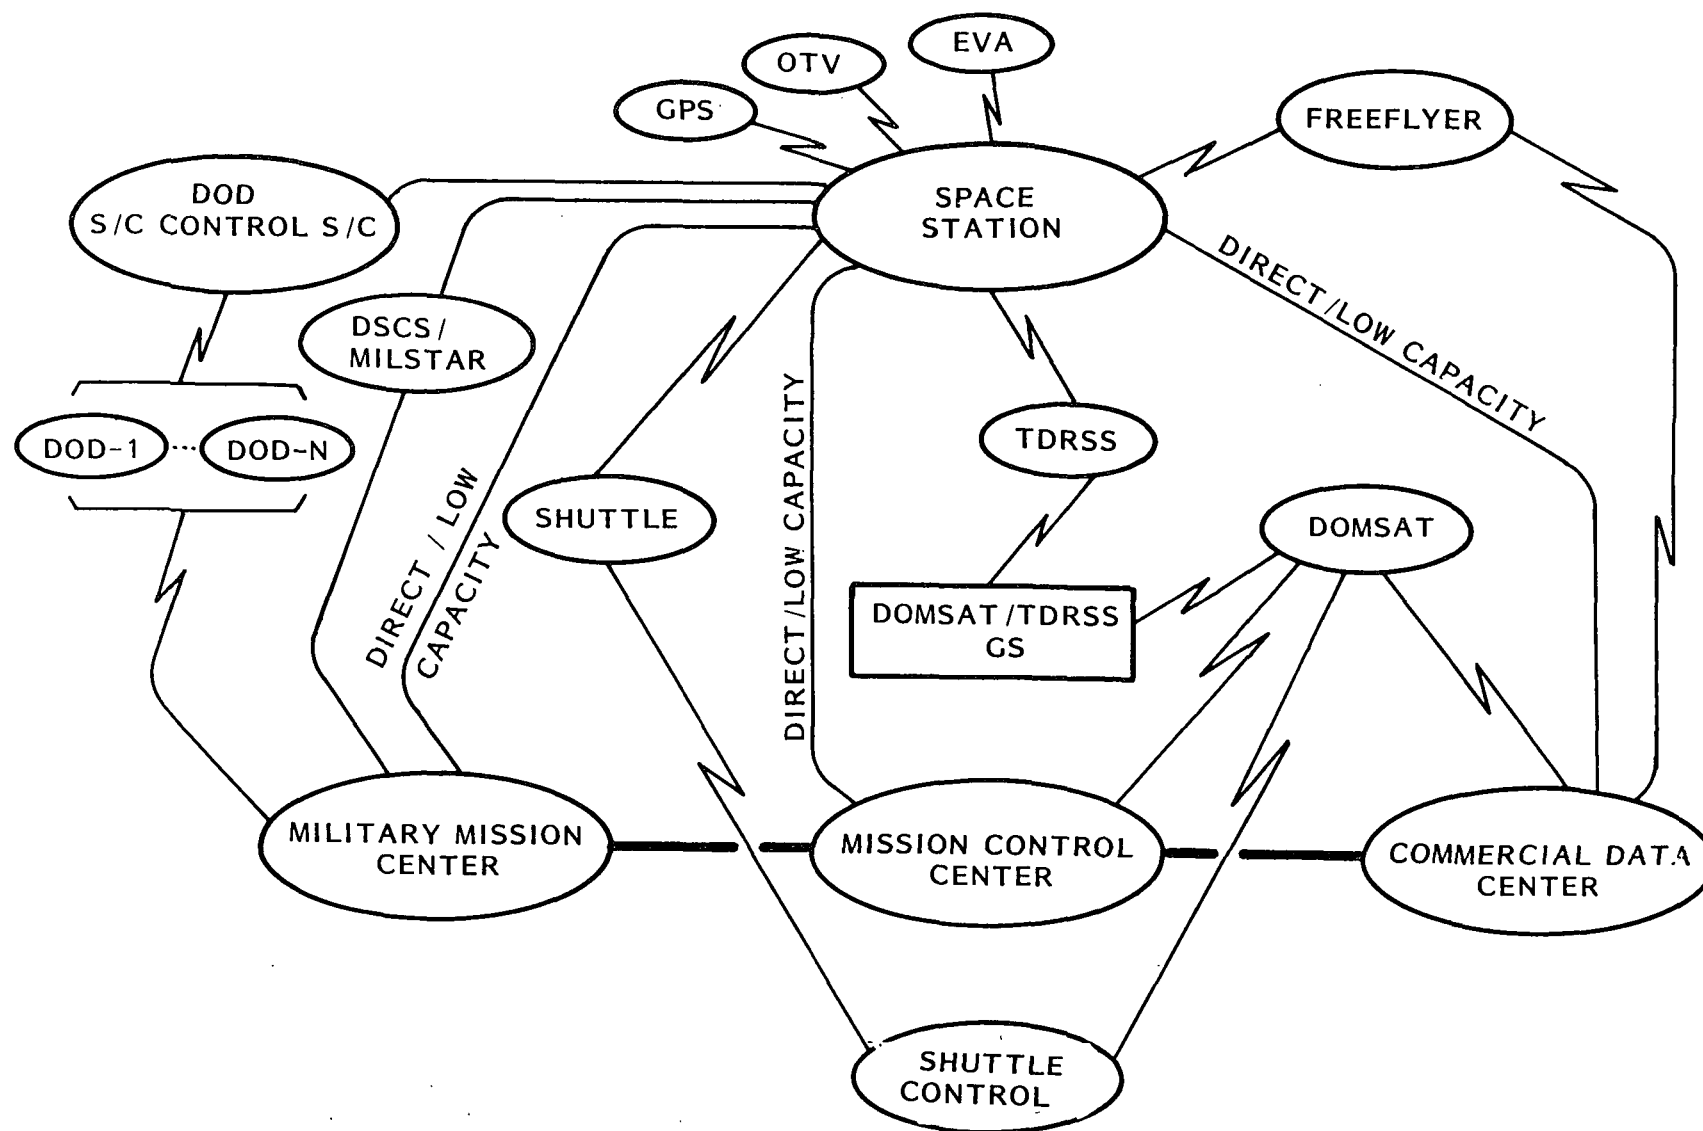 EVA
OTV
GPS
FREEFLYER
DOD
S/C CONTROL S/C
SPACE
STATION
DIRECT/LOW CAPACITY
DSCS/
MILSTAR
DOD-1
...
DOD-N
TDRSS
DIRECT / LOW
CAPACITY
SHUTTLE
DIRECT/LOW CAPACITY
DOMSAT
DOMSAT/TDRSS
GS
MILITARY MISSION
CENTER
MISSION CONTROL
CENTER
COMMERCIAL DATA
CENTER
SHUTTLE
CONTROL